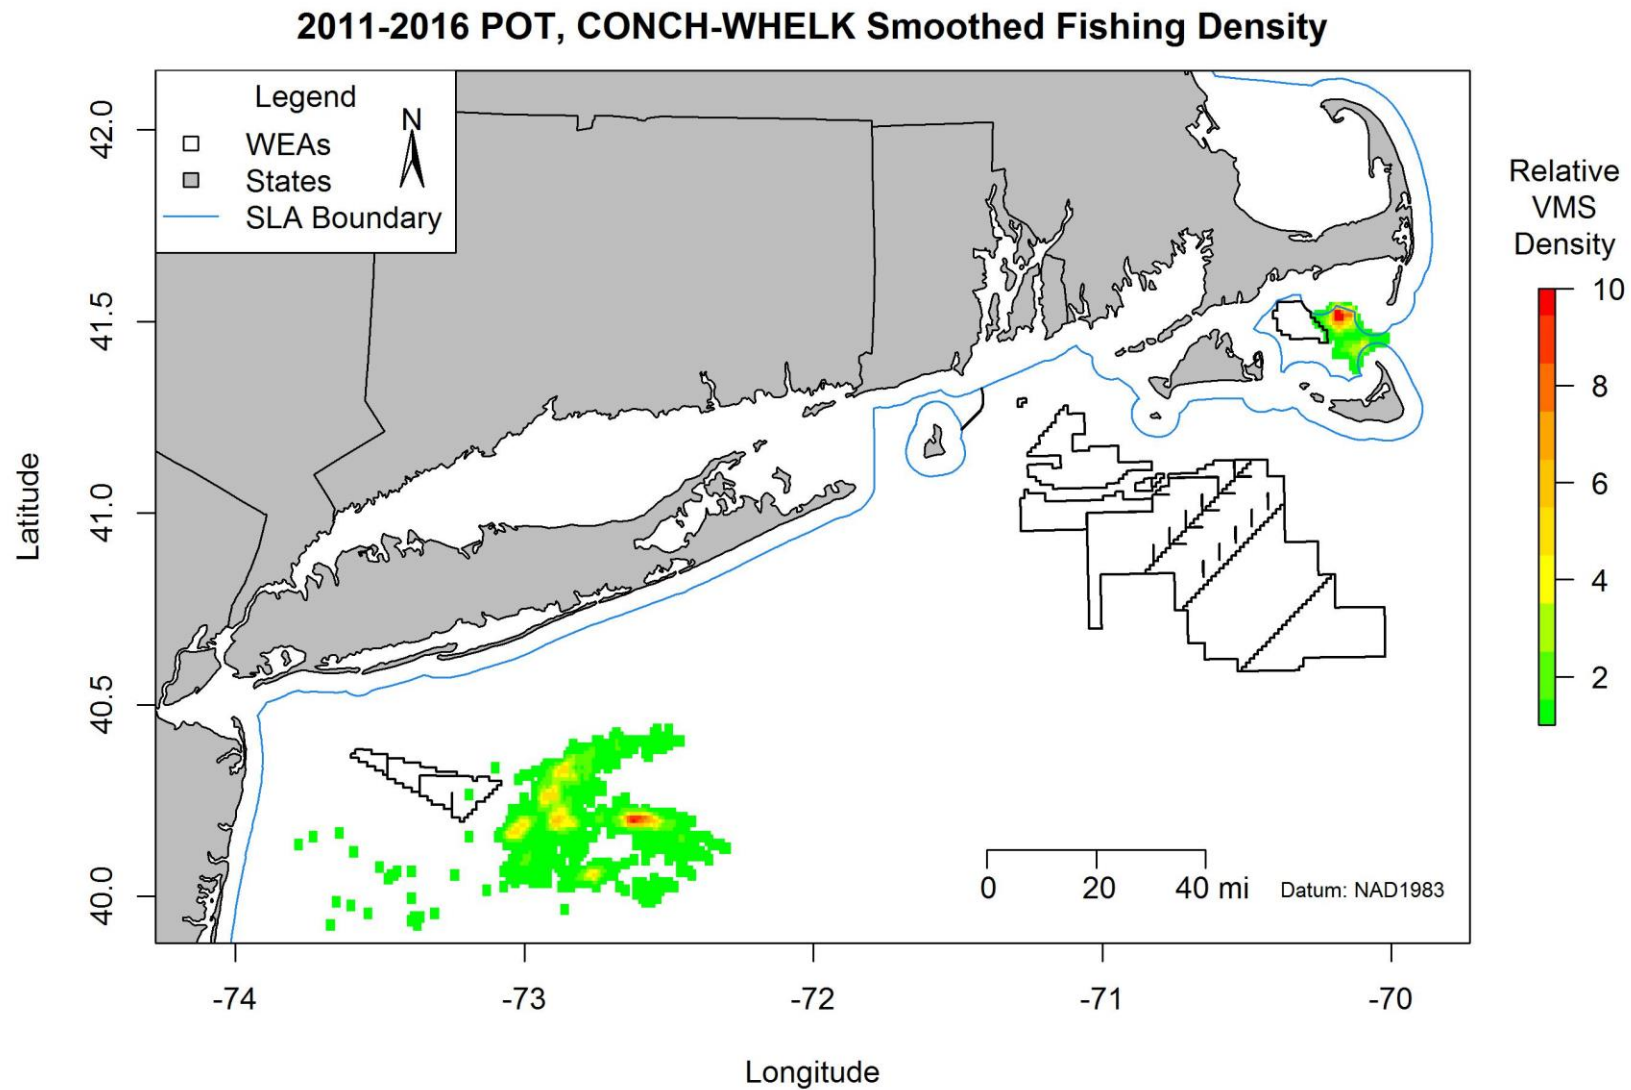 2011-2016 POT, CONCH-WHELK Smoothed Fishing Density
Legend
N
WEAs
States
SLA Boundary
Relative
VMS
Density
10
8
6
4
2
Latitude
42.0
41.5
41.0
40.5
40.0
0 20 40 mi
Datum: NAD1983
-74 -73 -72 -71 -70
Longitude